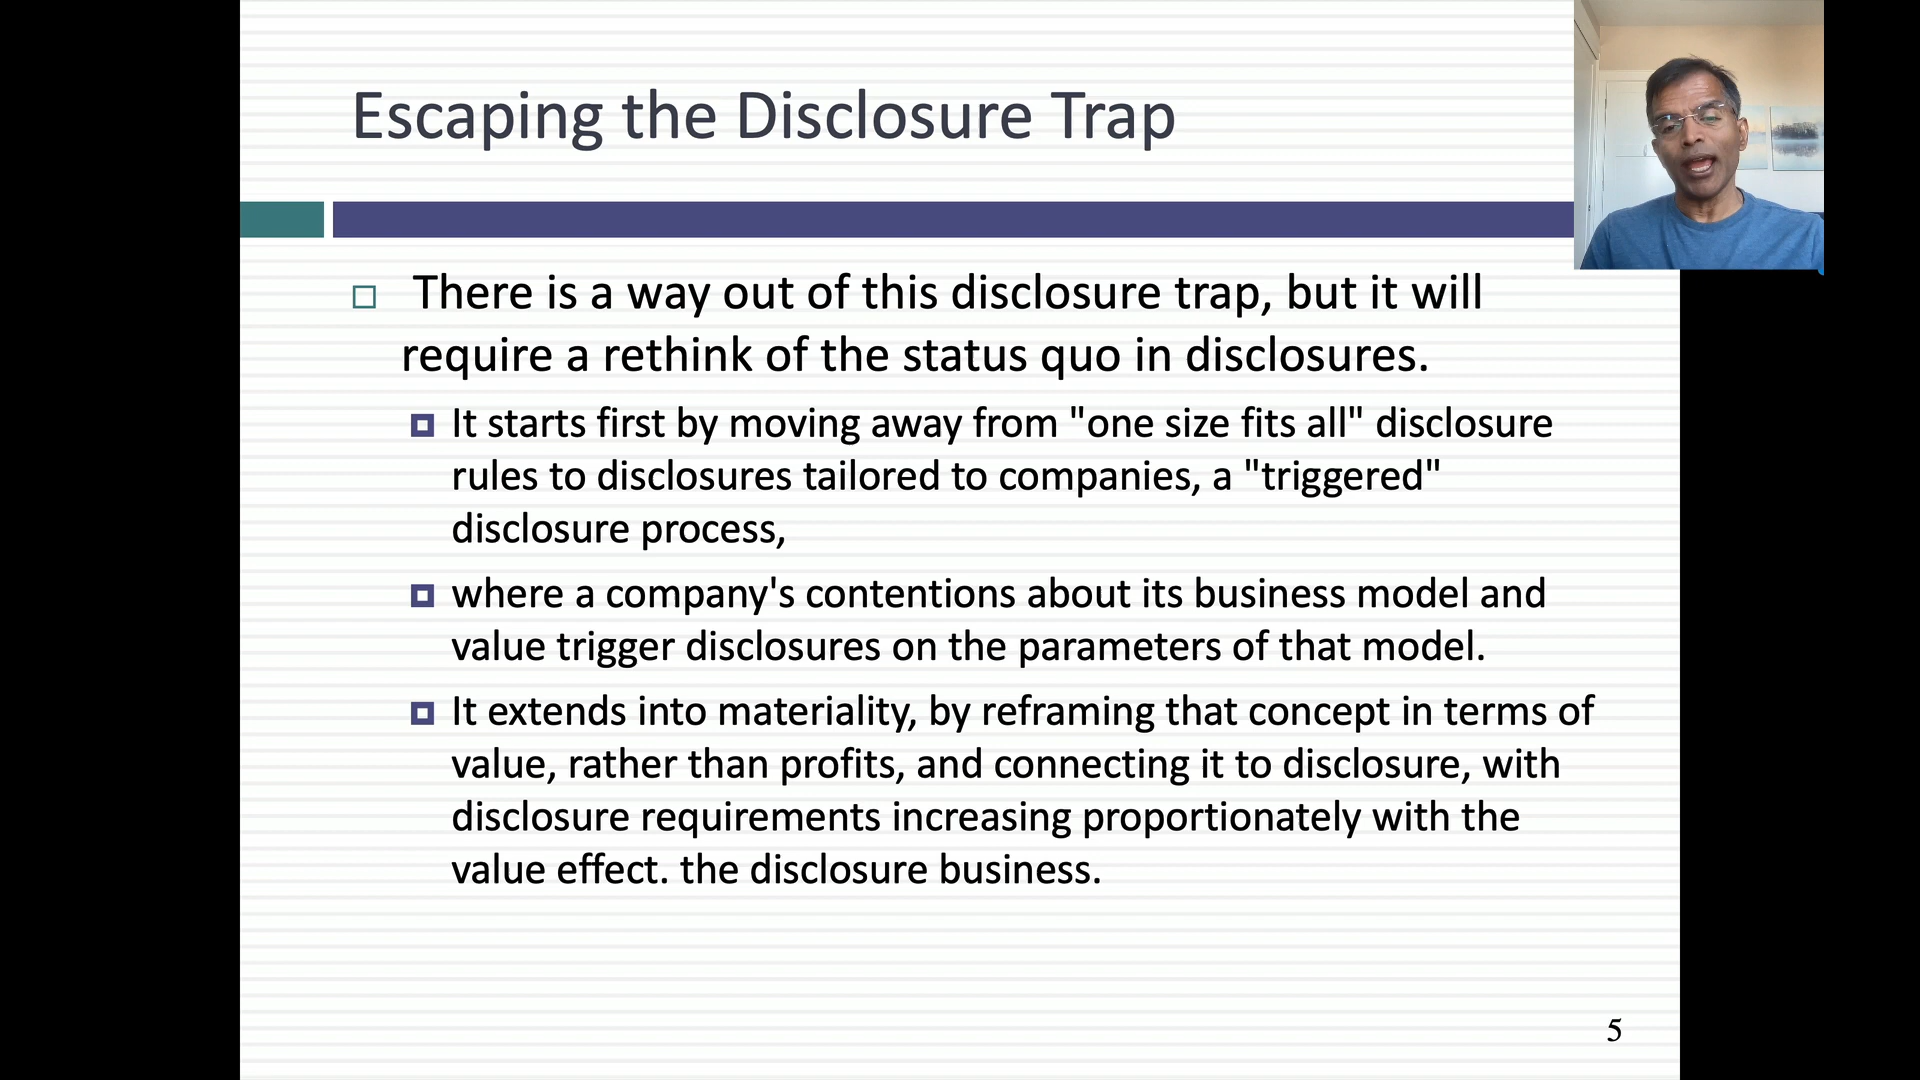 Escaping the Disclosure Trap
There is a way out of this disclosure trap, but it will
require a rethink of the status quo in disclosures.
It starts first by moving away from "one size fits all" disclosure
rules to disclosures tailored to companies, a "triggered"
disclosure process,
where a company's contentions about its business model and
value trigger disclosures on the parameters of that model.
It extends into materiality, by reframing that concept in terms of
value, rather than profits, and connecting it to disclosure, with
disclosure requirements increasing proportionately with the
value effect. the disclosure business.
5